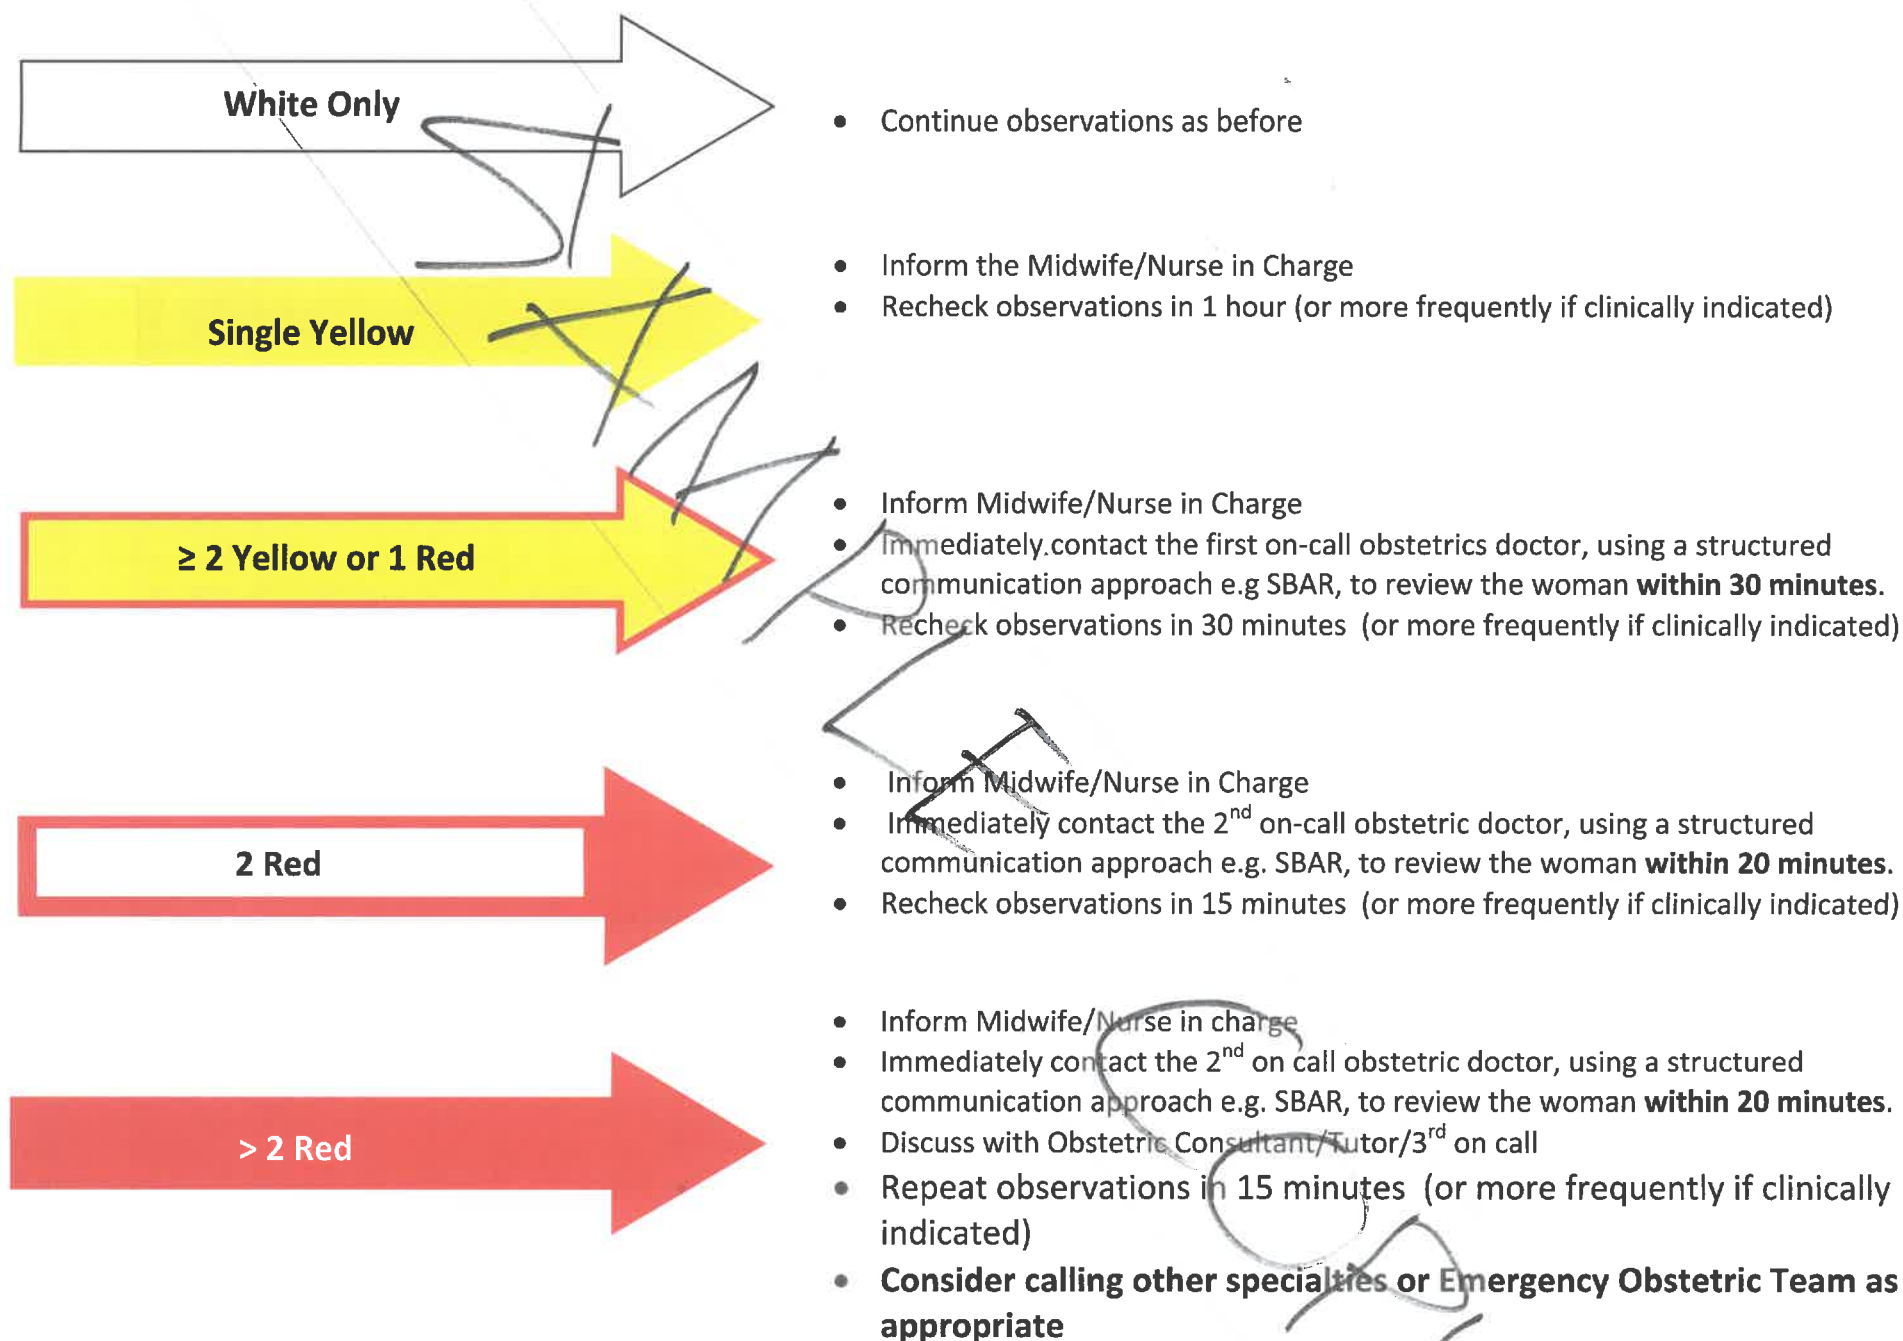 White Only
• Continue observations as before
Single Yellow
• Inform the Midwife/Nurse in Charge
• Recheck observations in 1 hour (or more frequently if clinically indicated)
≥ 2 Yellow or 1 Red
• Inform Midwife/Nurse in Charge
• Immediately.contact the first on-call obstetrics doctor, using a structured
communication approach e.g SBAR, to review the woman within 30 minutes.
• Recheck observations in 30 minutes (or more frequently if clinically indicated)
2 Red
• Inform Midwife/Nurse in Charge
• Immediately contact the 2nd on-call obstetric doctor, using a structured
communication approach e.g. SBAR, to review the woman within 20 minutes.
• Recheck observations in 15 minutes (or more frequently if clinically indicated)
> 2 Red
• Inform Midwife/Nurse in charge
• Immediately contact the 2nd on call obstetric doctor, using a structured
communication approach e.g. SBAR, to review the woman within 20 minutes.
• Discuss with Obstetric Consultant/Tutor/3rd on call
• Repeat observations in 15 minutes (or more frequently if clinically
indicated)
• Consider calling other specialties or Emergency Obstetric Team as
appropriate
SAMPLE